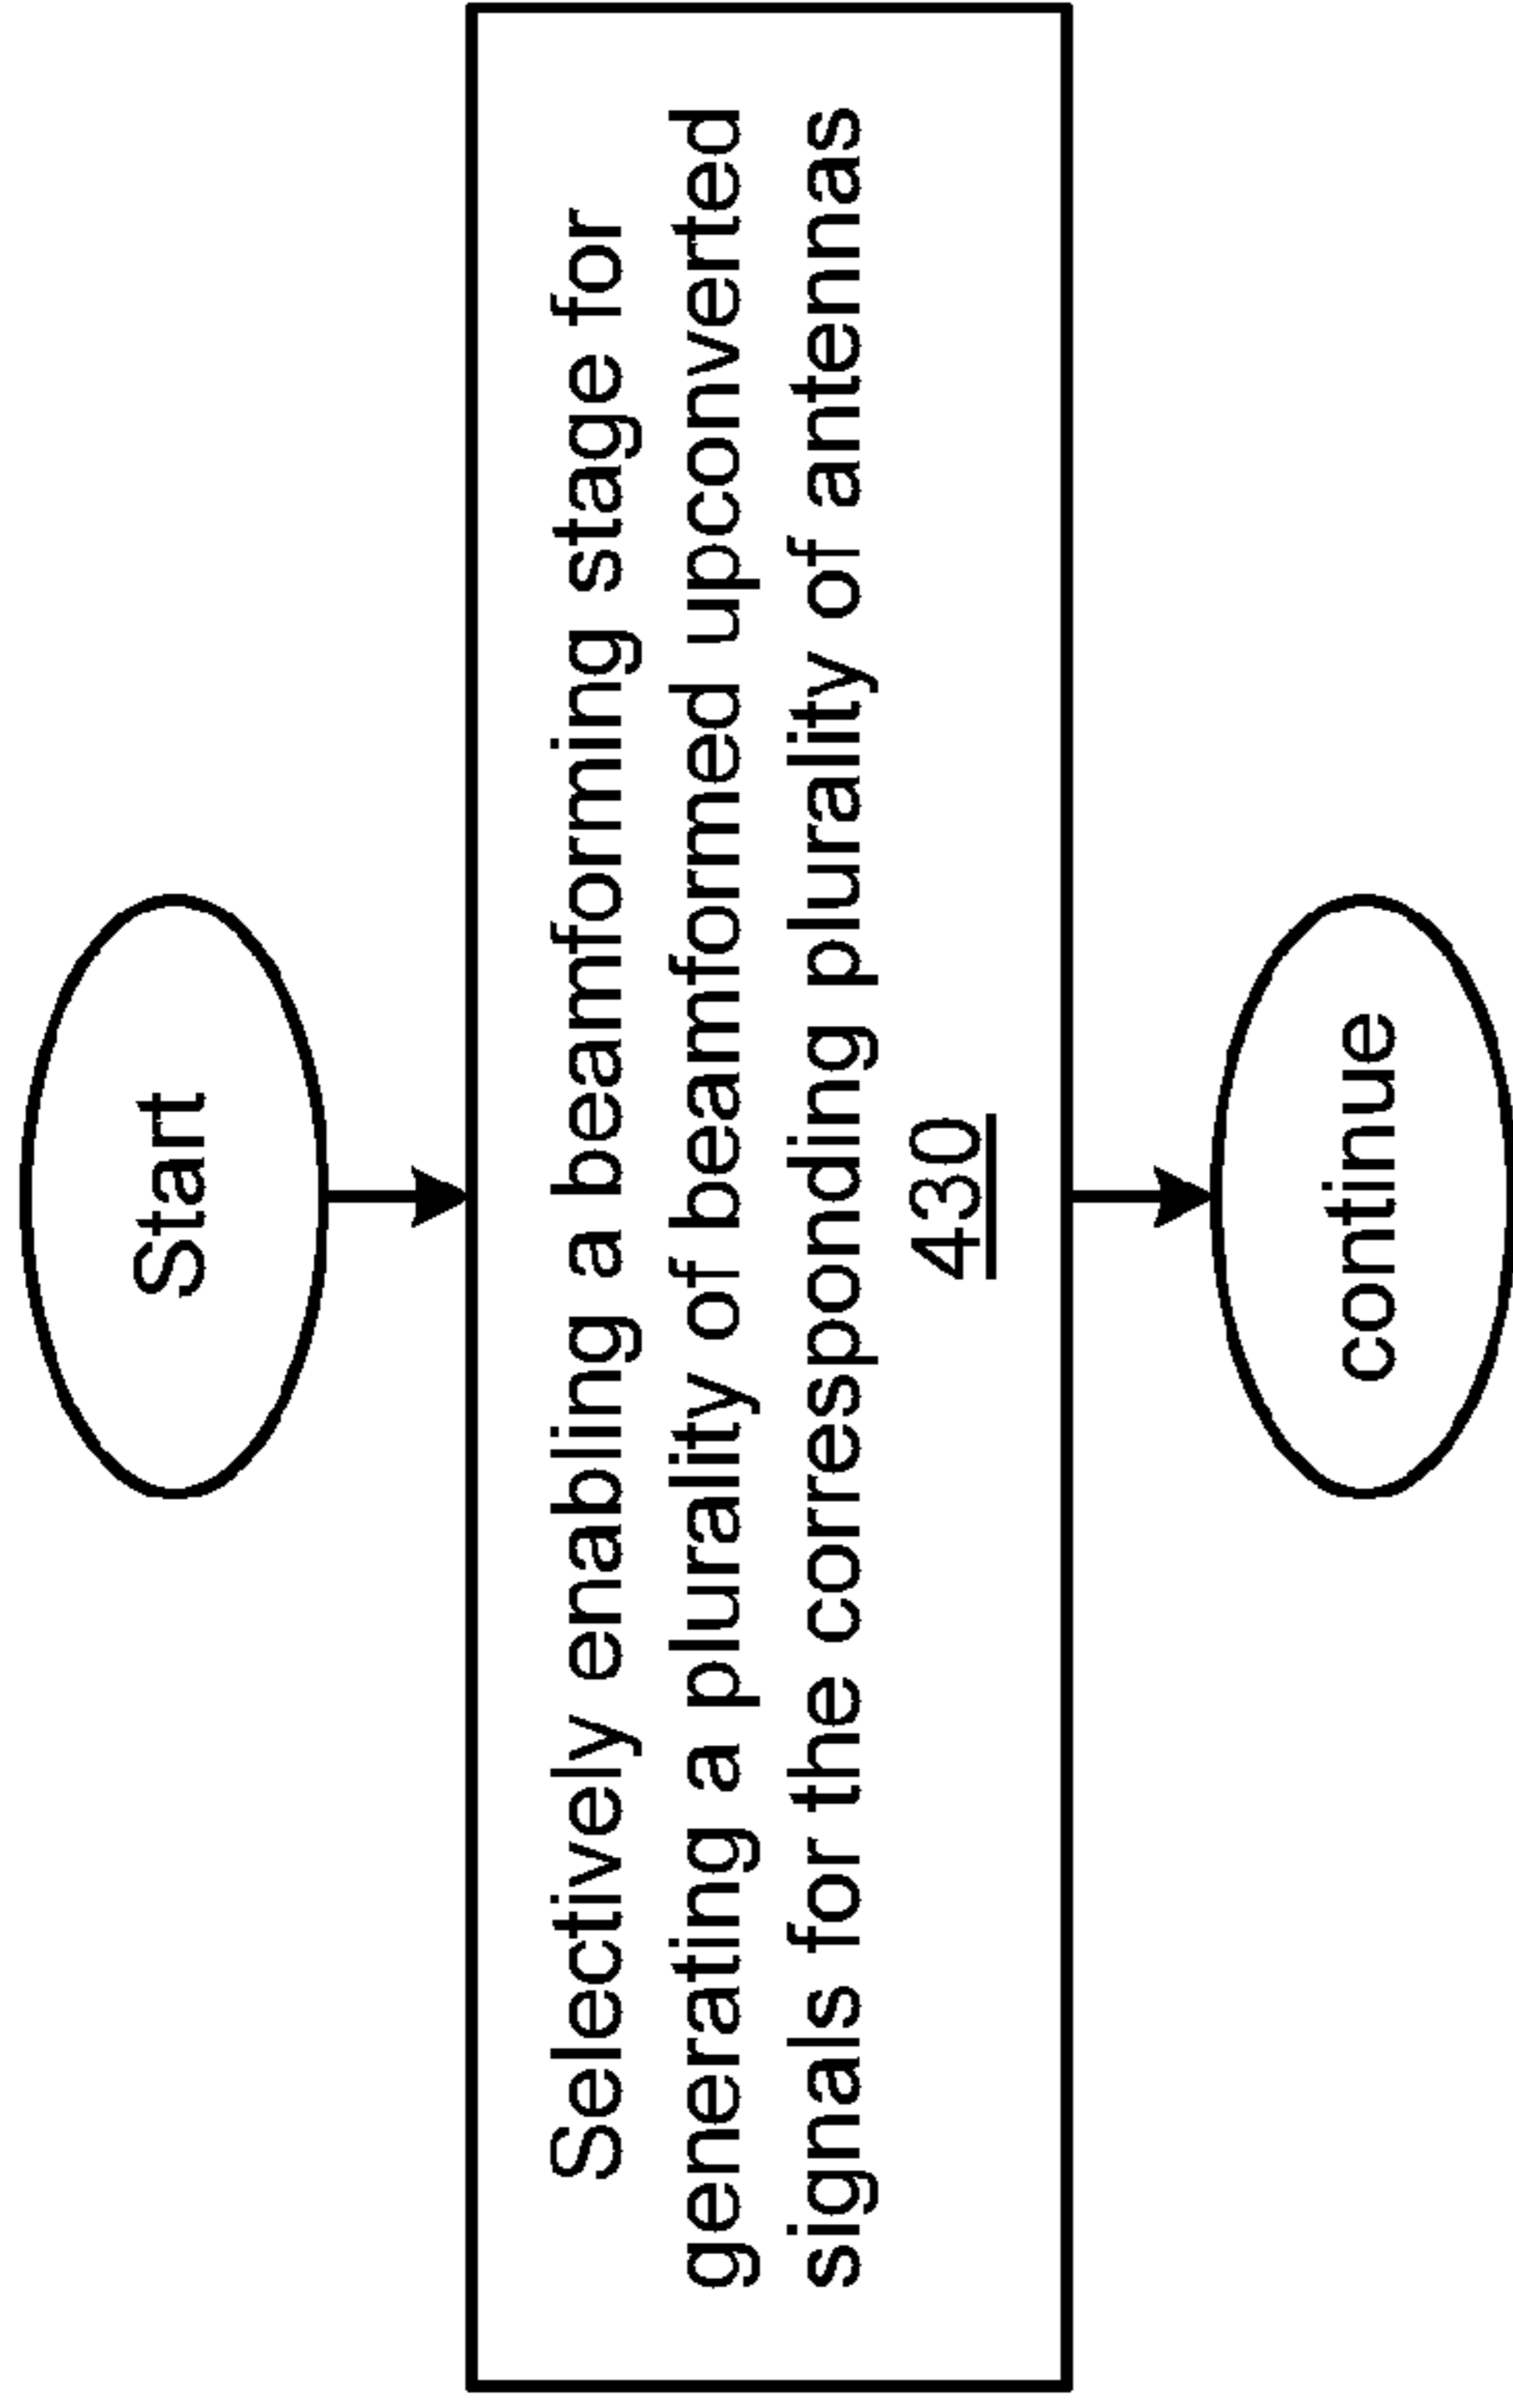 Start
Selectively enabling a beamforming stage for
generating a plurality of beamformed upconverted
signals for the corresponding plurality of antennas
430
continue